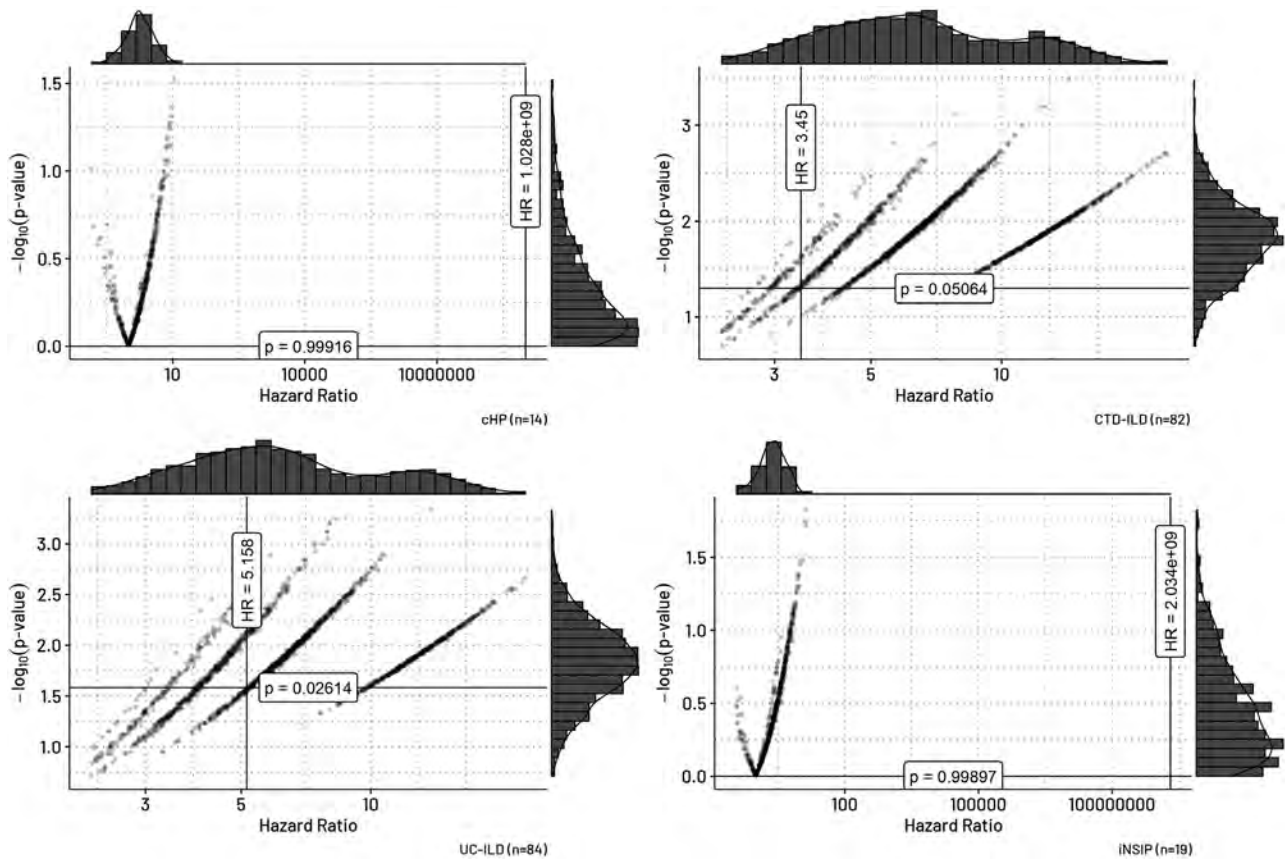 1.5
1.0
0.5
0.0
−log10(p-value)
HR = 1.028e+09
p = 0.99916
10
10000
10000000
Hazard Ratio
cHP (n=14)
3
2
1
−log10(p-value)
HR = 3.45
p = 0.05064
3
5
10
Hazard Ratio
CTD-ILD (n=82)
3.0
2.5
2.0
1.5
1.0
−log10(p-value)
HR = 5.158
p = 0.02614
3
5
10
Hazard Ratio
UC-ILD (n=84)
1.5
1.0
0.5
0.0
−log10(p-value)
HR = 2.034e+09
p = 0.99897
100
100000
100000000
Hazard Ratio
iNSIP (n=19)